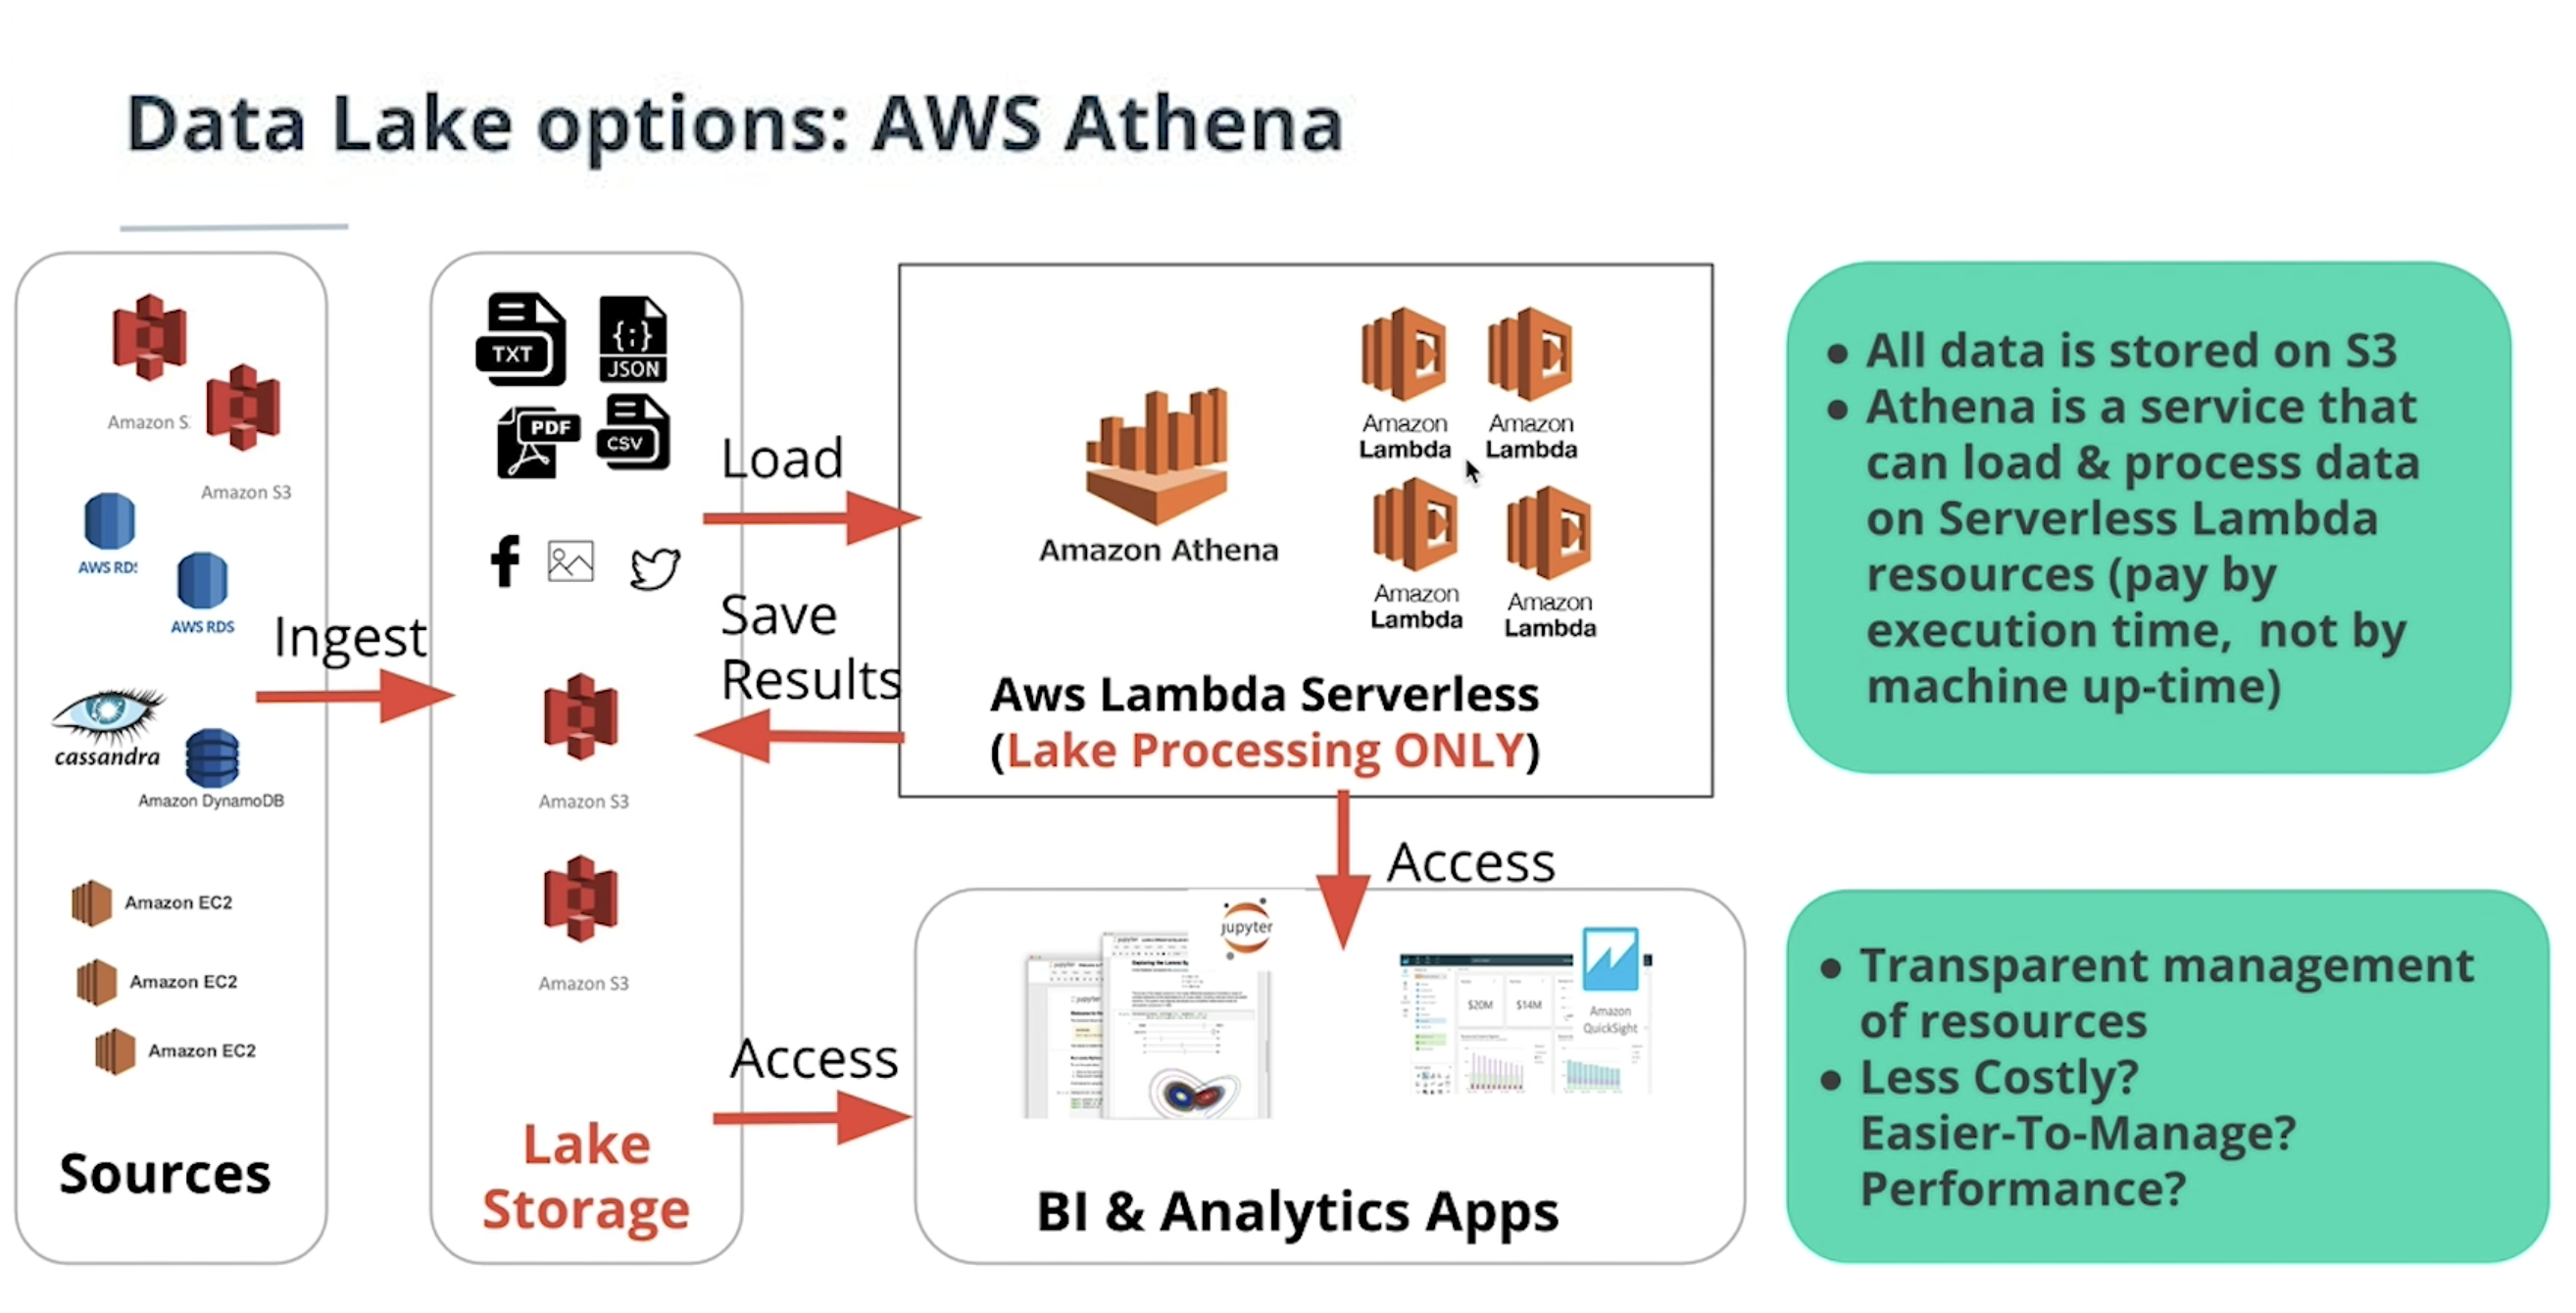 Data Lake options: AWS Athena
Amazon S
Amazon S3
AWS RDS
AWS RDS
cassandra
Amazon DynamoDB
Amazon EC2
Amazon EC2
Amazon EC2
Sources
Ingest
TXT
{;}
JSON
PDF
CSV
Amazon S3
Amazon S3
Lake
Storage
Load
Save
Results
Access
Amazon Athena
Amazon
Lambda
Amazon
Lambda
Amazon
Lambda
Amazon
Lambda
Aws Lambda Serverless
(Lake Processing ONLY)
Access
jupyter
$20M
$14M
Amazon
QuickSight
BI & Analytics Apps
● All data is stored on S3
● Athena is a service that
can load & process data
on Serverless Lambda
resources (pay by
execution time, not by
machine up-time)
● Transparent management
of resources
● Less Costly?
Easier-To-Manage?
Performance?